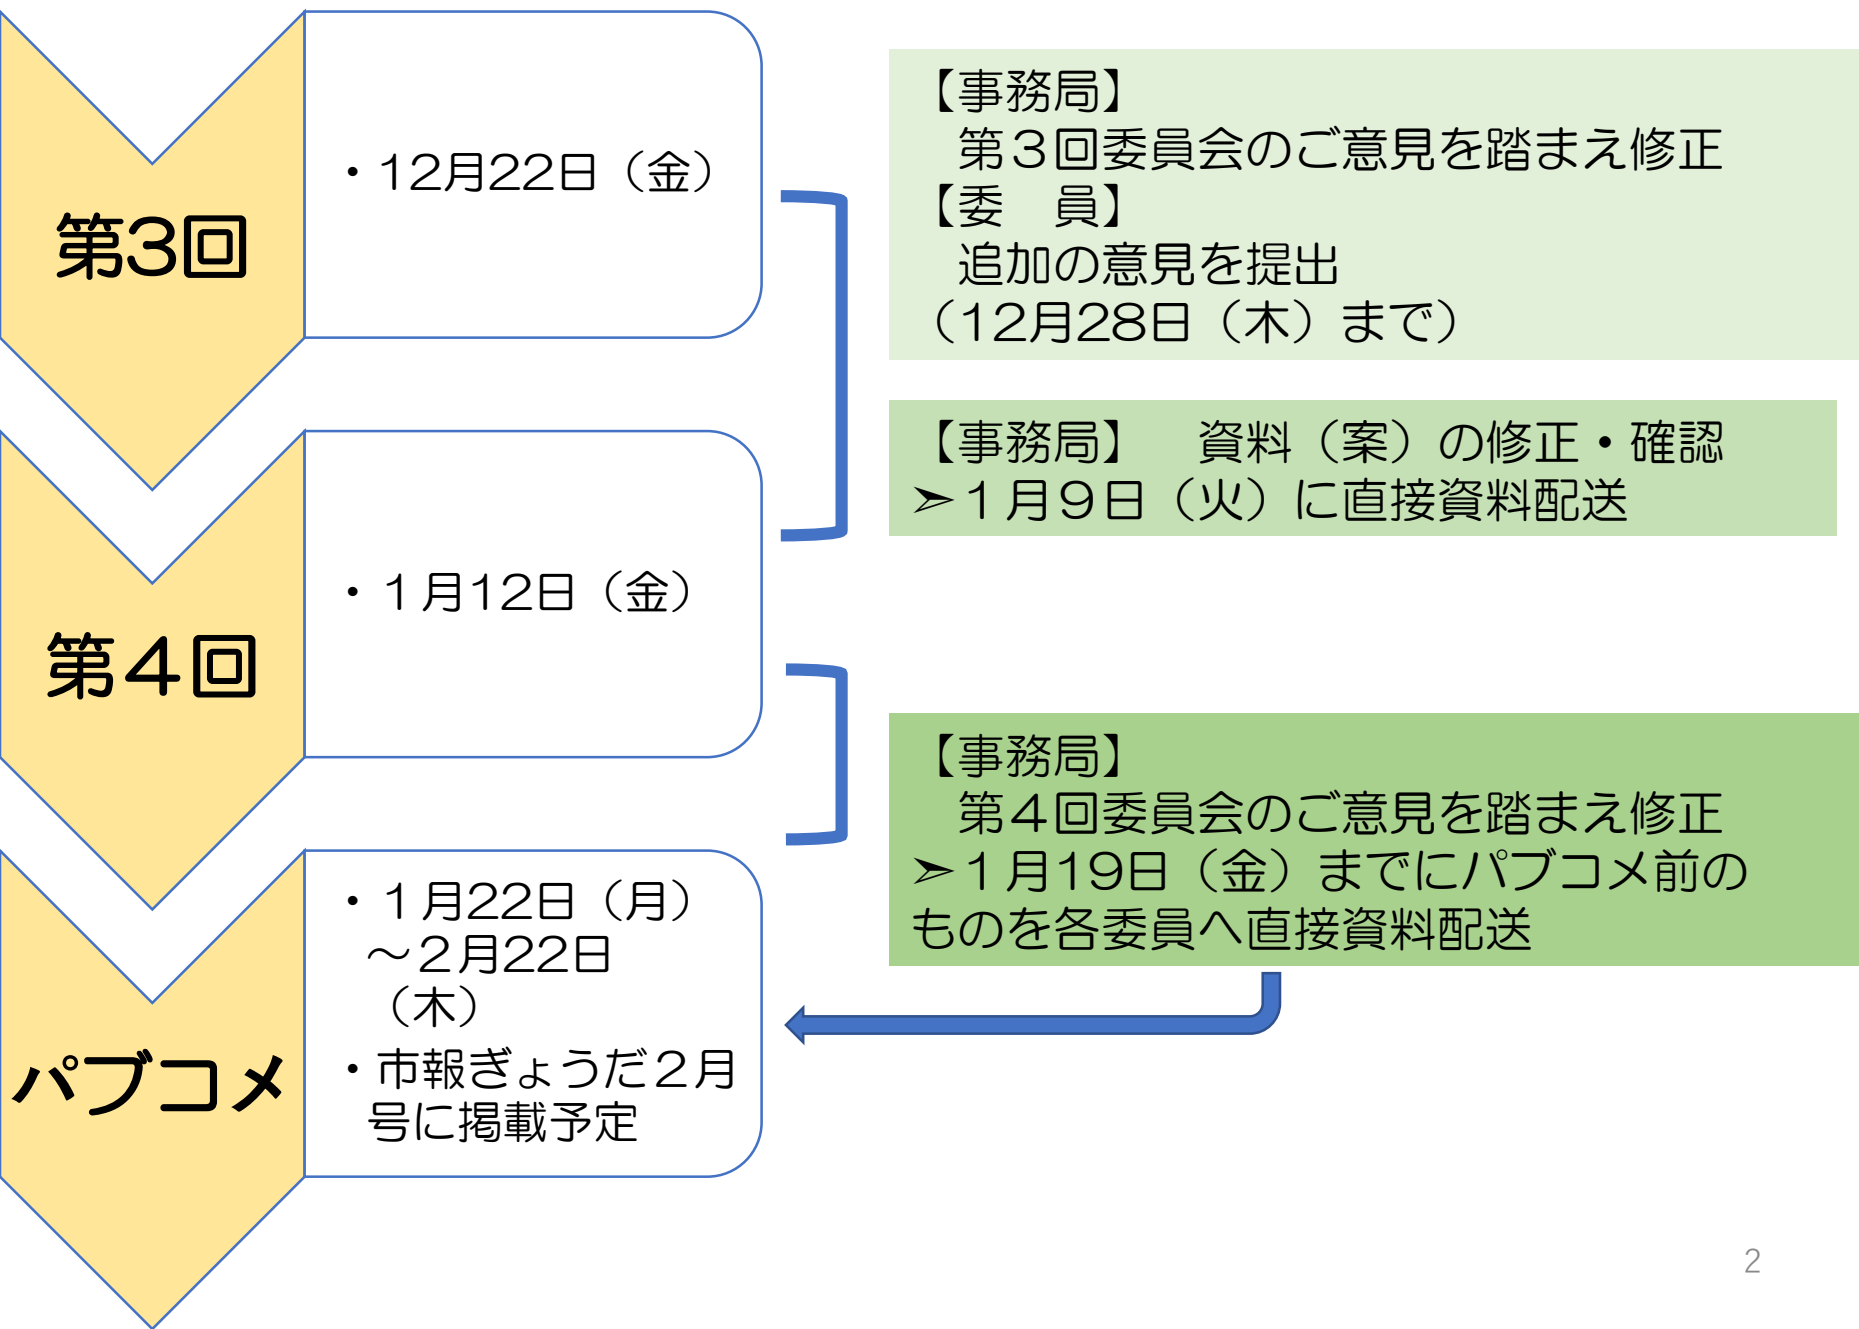 第3回
・12月22日（金）
【事務局】
　第３回委員会のご意見を踏まえ修正
【委　員】
　追加の意見を提出
（12月28日（木）まで）
【事務局】　資料（案）の修正・確認
➣１月９日（火）に直接資料配送
第４回
・１月12日（金）
【事務局】
　第４回委員会のご意見を踏まえ修正
➣１月19日（金）までにパブコメ前の
ものを各委員へ直接資料配送
パブコメ
・１月22日（月）
～２月22日
（木）
・市報ぎょうだ２月
号に掲載予定
2